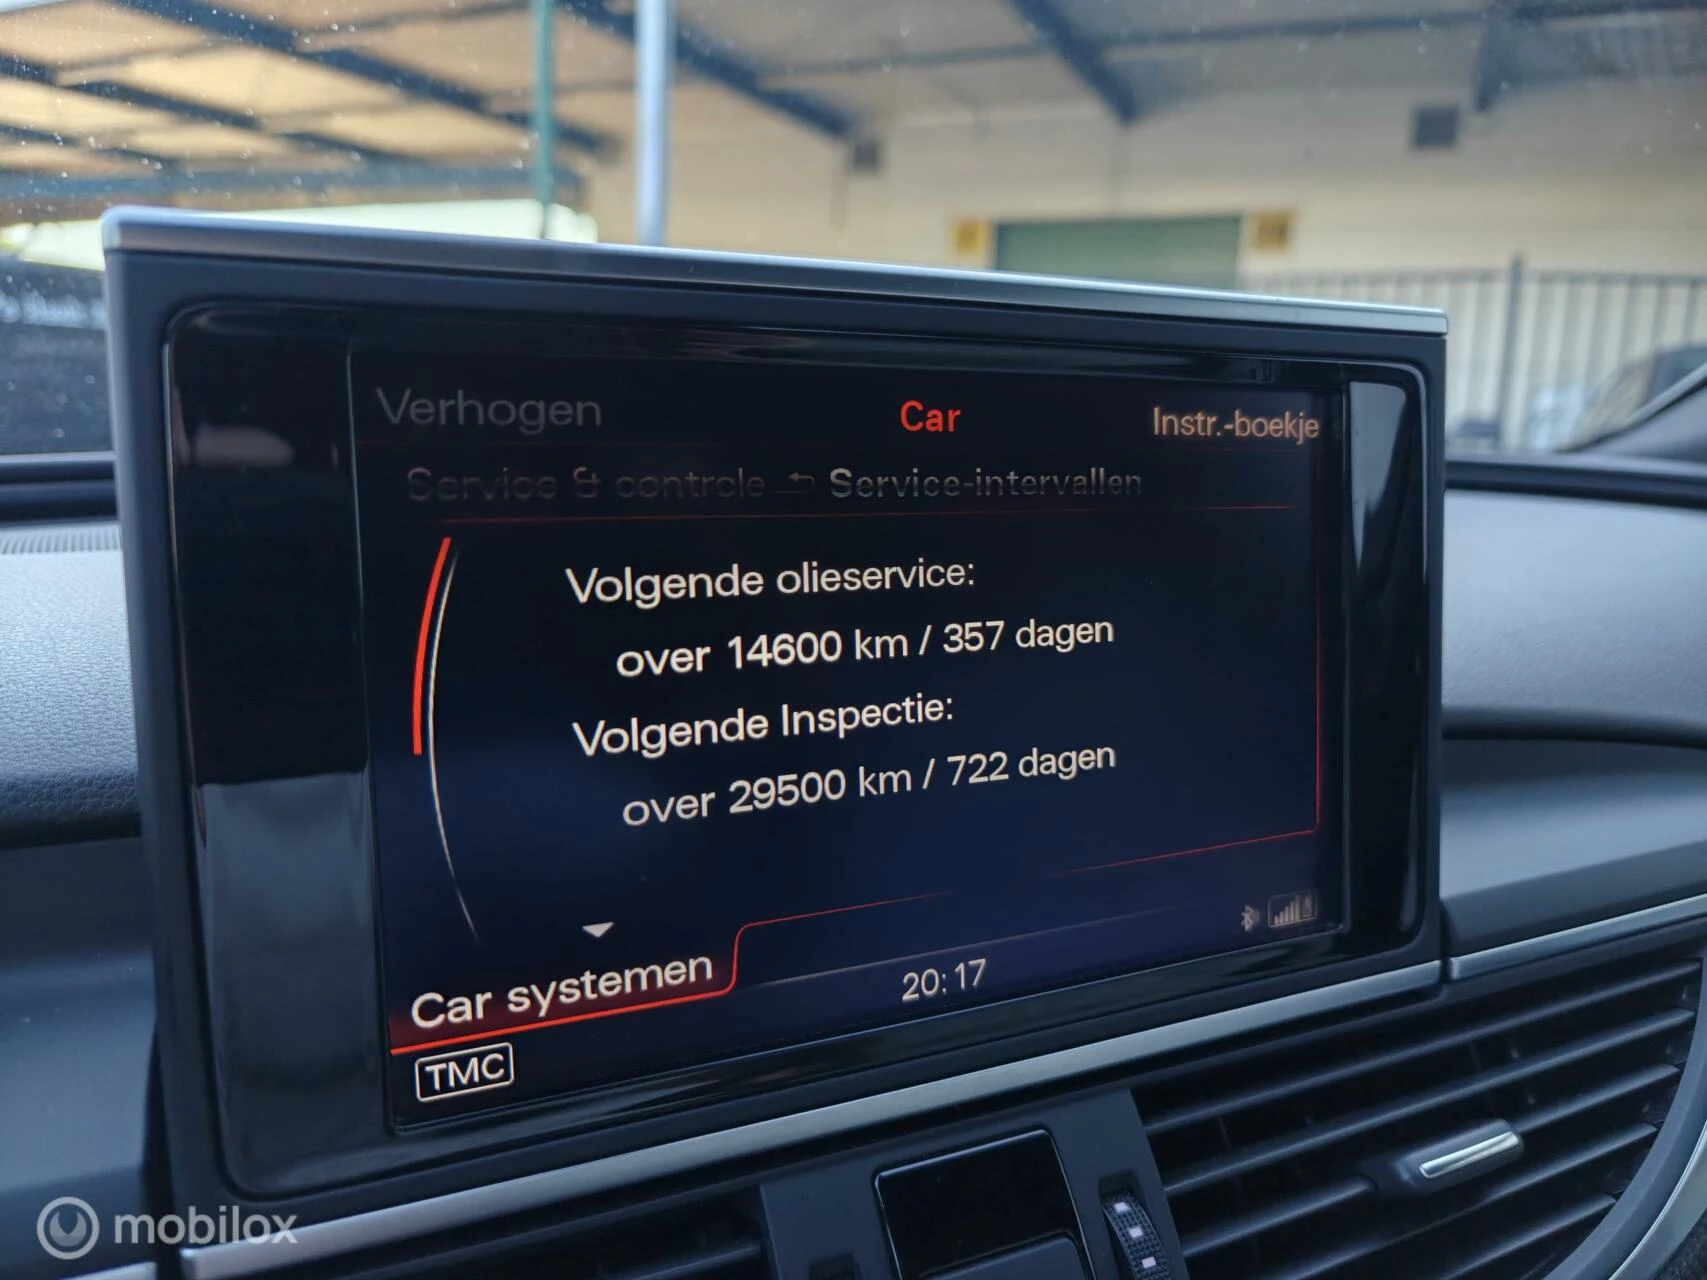 Verhogen Car Instr.-boekje
Service & controle Service-intervallen
Volgende olieservice:
over 14600 km / 357 dagen
Volgende Inspectie:
over 29500 km / 722 dagen
Car systemen 20:17
TMC
mobilox